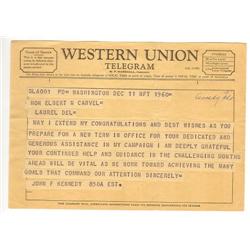 WESTERN UNION
TELEGRAM
SLA001 PD= WASHINGTON DEC 11 NFT 1960=
HON ELBERT N CARVEL
LAUREL DEL=
MAY I EXTEND MY CONGRATULATIONS AND BEST WISHES AS YOU
PREPARE FOR A NEW TERM IN OFFICE FOR YOUR DEDICATED AND
GENEROUS ASSISTANCE IN MY CAMPAIGN I AM DEEPLY GRATEFUL
YOUR CONTINUED HELP AND GUIDANCE IN THE CHALLENGING MONTHS
AHEAD WILL BE VITAL AS WE MOVE TOWARD ACHIEVING THE MANY
GOALS THAT COMMAND OUR ATTENTION SINCERELY=
JOHN F KENNEDY 850A EST=